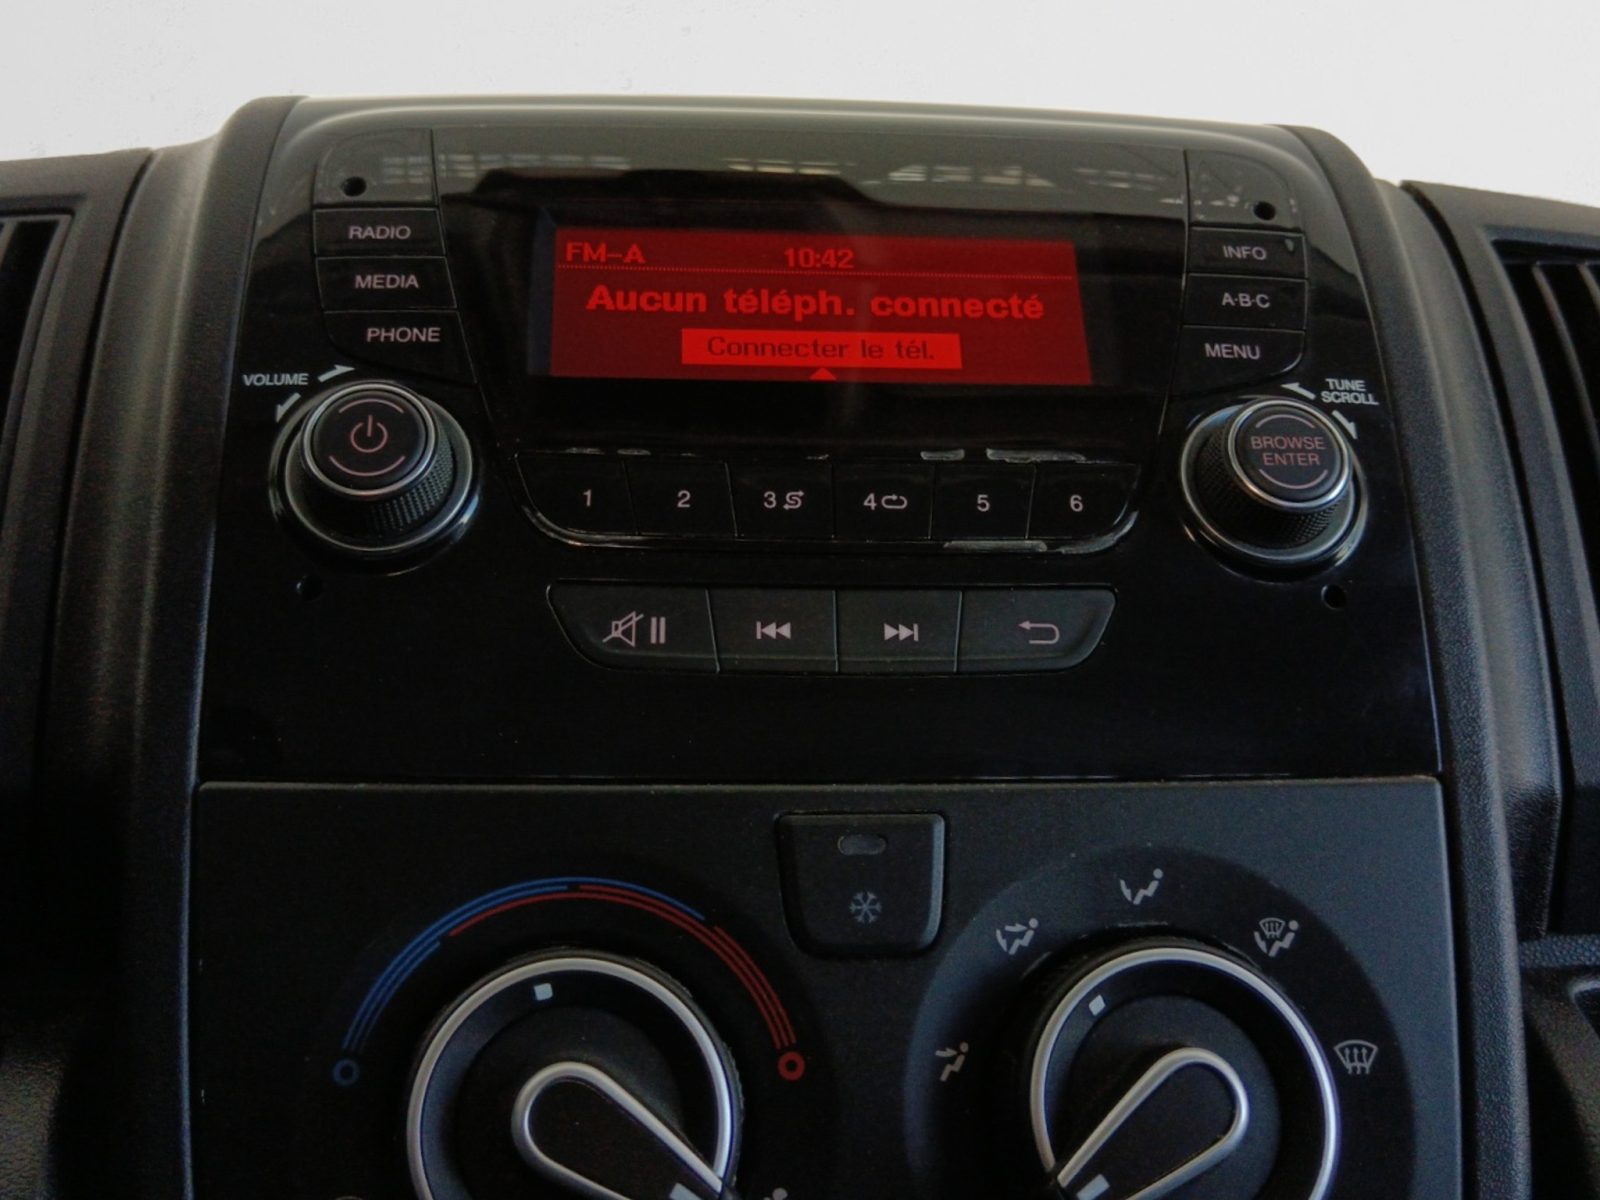 RADIO
MEDIA
PHONE
VOLUME
FM-A 10:42
Aucun téléph. connecté
Connecter le tél.
INFO
A·B·C
MENU
TUNE
SCROLL
BROWSE
ENTER
1 2 3 4 5 6